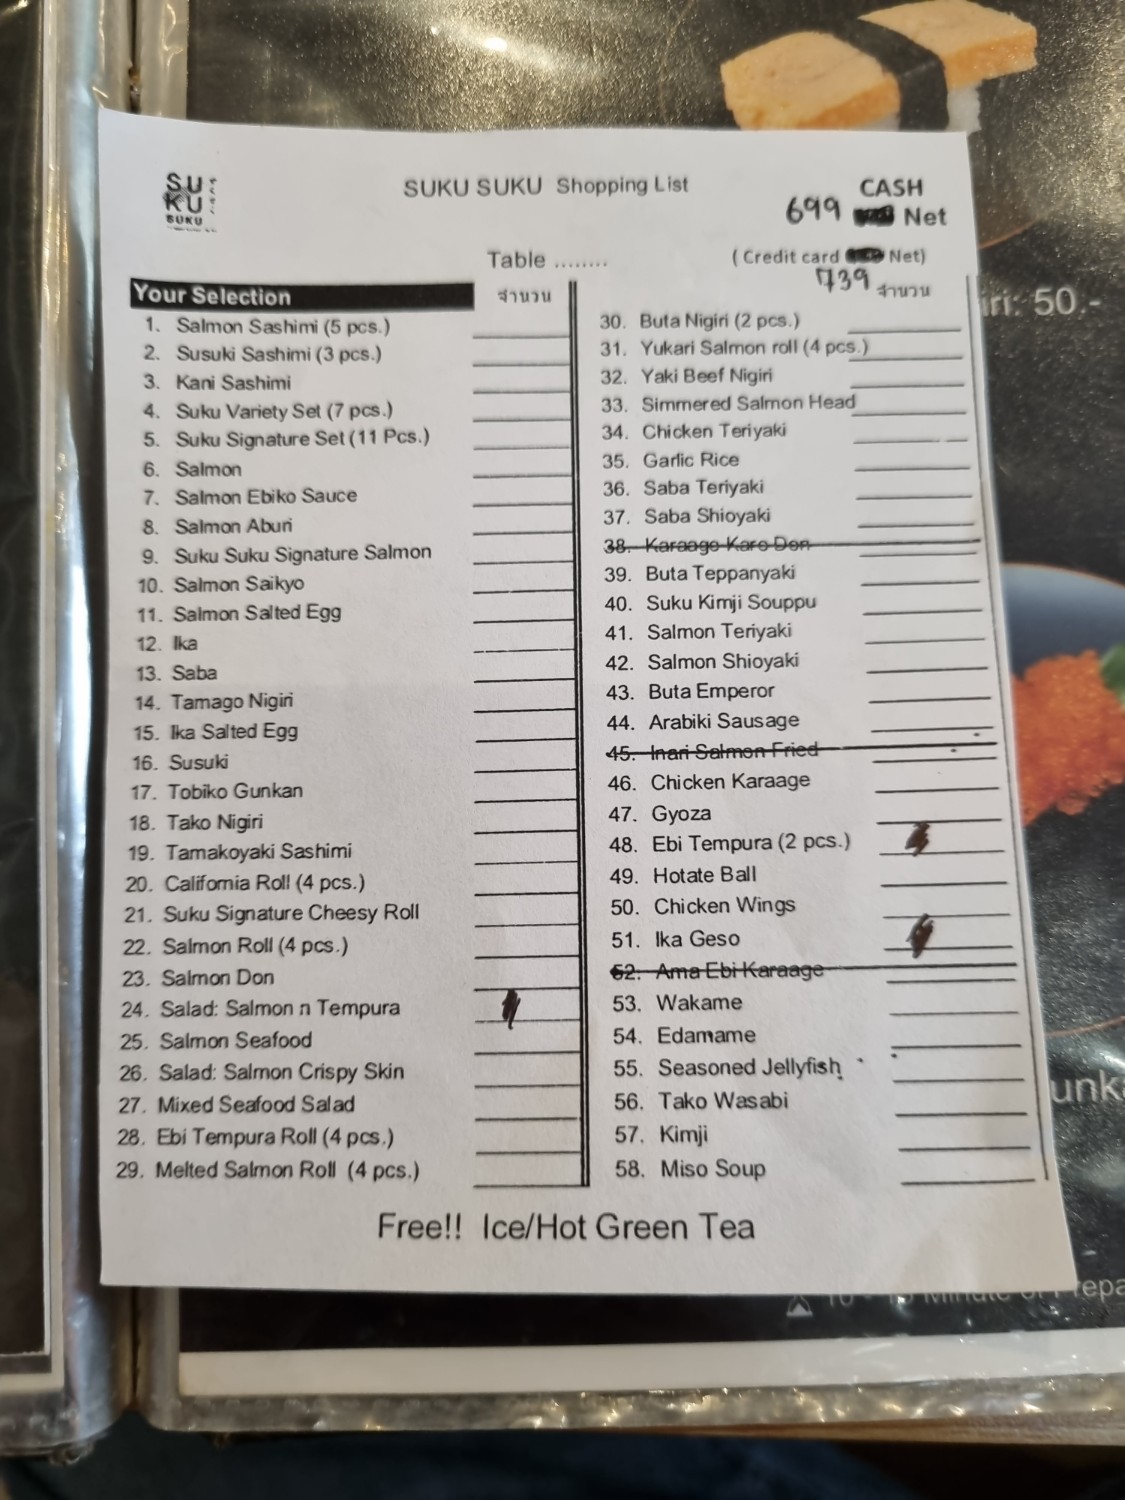 SU
KU
SUKU
SUKU SUKU Shopping List
CASH
699 Net
Table ........
( Credit card Net)
739
Your Selection
จำนวน
จำนวน
1. Salmon Sashimi (5 pcs.)
2. Susuki Sashimi (3 pcs.)
3. Kani Sashimi
4. Suku Variety Set (7 pcs.)
5. Suku Signature Set (11 Pcs.)
6. Salmon
7. Salmon Ebiko Sauce
8. Salmon Aburi
9. Suku Suku Signature Salmon
10. Salmon Saikyo
11. Salmon Salted Egg
12. Ika
13. Saba
14. Tamago Nigiri
15. Ika Salted Egg
16. Susuki
17. Tobiko Gunkan
18. Tako Nigiri
19. Tamakoyaki Sashimi
20. California Roll (4 pcs.)
21. Suku Signature Cheesy Roll
22. Salmon Roll (4 pcs.)
23. Salmon Don
24. Salad: Salmon n Tempura
25. Salmon Seafood
26. Salad: Salmon Crispy Skin
27. Mixed Seafood Salad
28. Ebi Tempura Roll (4 pcs.)
29. Melted Salmon Roll (4 pcs.)
30. Buta Nigiri (2 pcs.)
31. Yukari Salmon roll (4 pcs.)
32. Yaki Beef Nigiri
33. Simmered Salmon Head
34. Chicken Teriyaki
35. Garlic Rice
36. Saba Teriyaki
37. Saba Shioyaki
38. Karaage Kare Don
39. Buta Teppanyaki
40. Suku Kimji Souppu
41. Salmon Teriyaki
42. Salmon Shioyaki
43. Buta Emperor
44. Arabiki Sausage
45. Inari Salmon Fried
46. Chicken Karaage
47. Gyoza
48. Ebi Tempura (2 pcs.)
49. Hotate Ball
50. Chicken Wings
51. Ika Geso
52. Ama Ebi Karaage
53. Wakame
54. Edamame
55. Seasoned Jellyfish
56. Tako Wasabi
57. Kimji
58. Miso Soup
Free!! Ice/Hot Green Tea
50.-